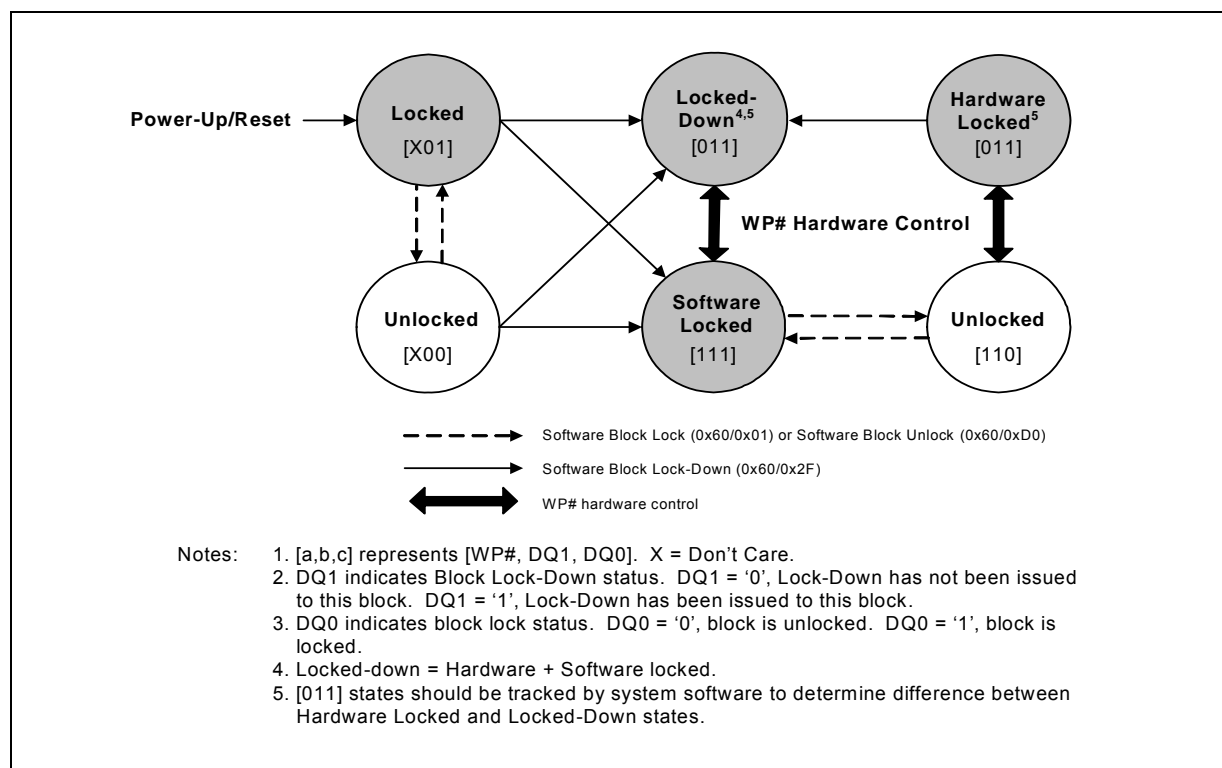 Power-Up/Reset
Locked
[X01]
Locked-
Down4,5
[011]
Hardware
Locked5
[011]
WP# Hardware Control
Unlocked
[X00]
Software
Locked
[111]
Unlocked
[110]
Software Block Lock (0x60/0x01) or Software Block Unlock (0x60/0xD0)
Software Block Lock-Down (0x60/0x2F)
WP# hardware control
Notes: 1. [a,b,c] represents [WP#, DQ1, DQ0]. X = Don't Care.
2. DQ1 indicates Block Lock-Down status. DQ1 = ‘0’, Lock-Down has not been issued
to this block. DQ1 = ‘1’, Lock-Down has been issued to this block.
3. DQ0 indicates block lock status. DQ0 = ‘0’, block is unlocked. DQ0 = ‘1’, block is
locked.
4. Locked-down = Hardware + Software locked.
5. [011] states should be tracked by system software to determine difference between
Hardware Locked and Locked-Down states.